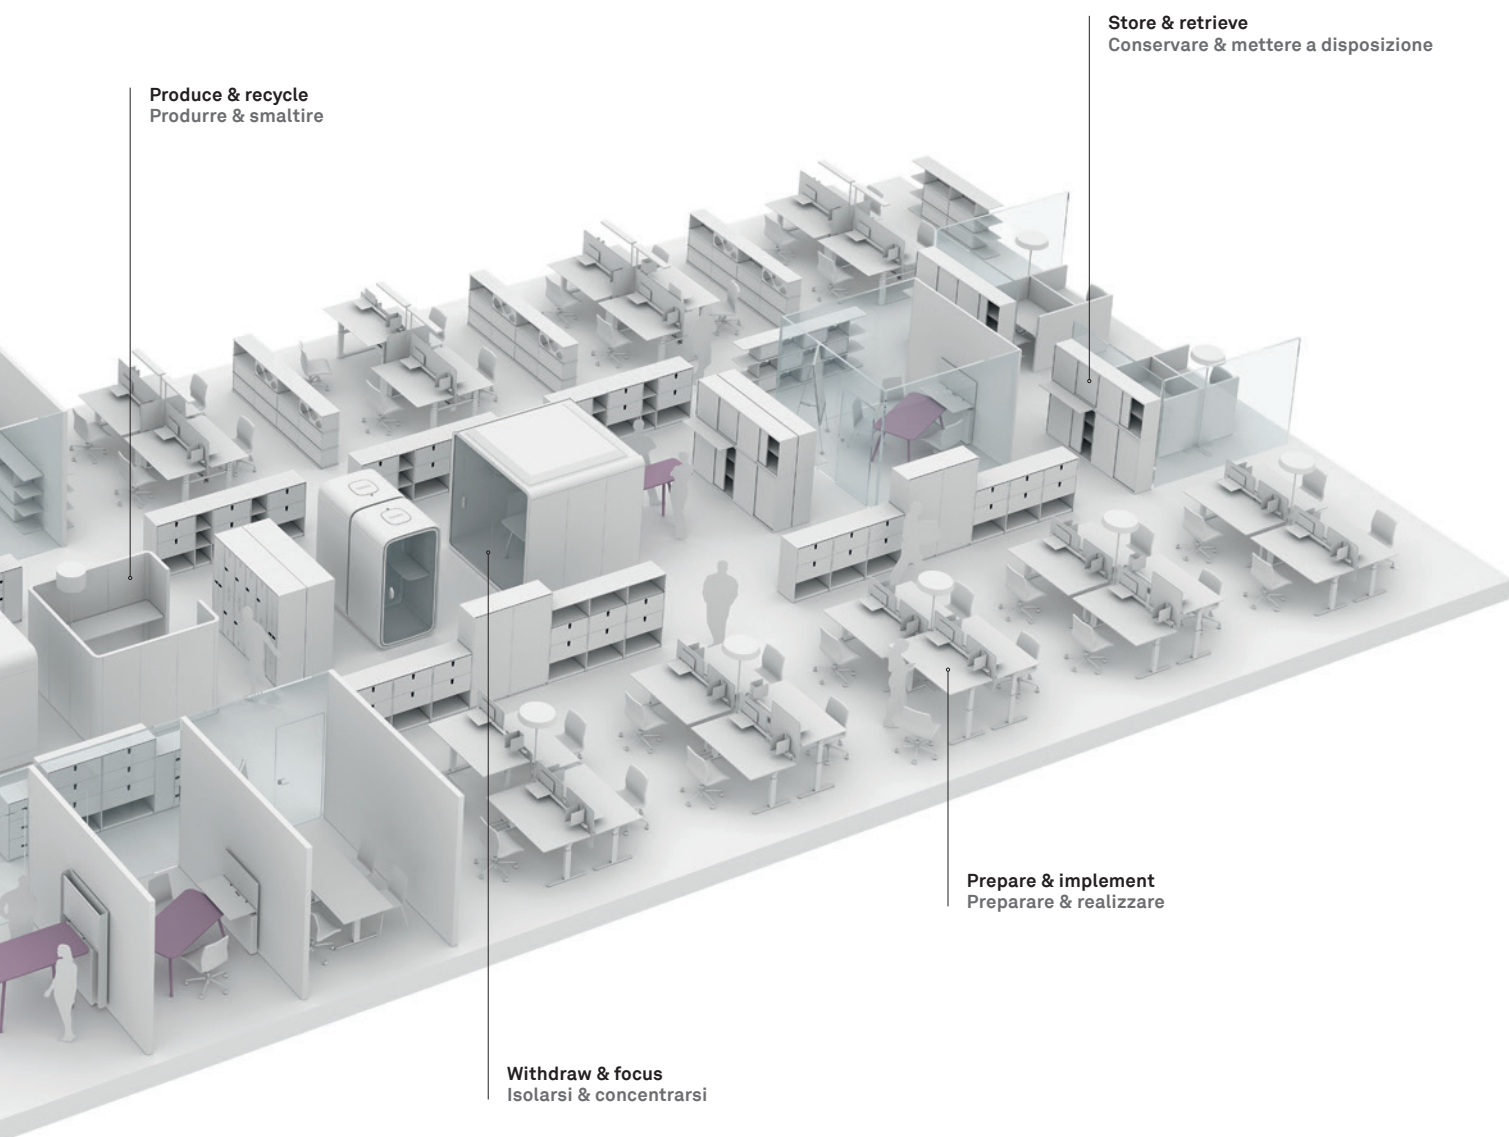 Store & retrieve
Conservare & mettere a disposizione
Produce & recycle
Produrre & smaltire
Prepare & implement
Preparare & realizzare
Withdraw & focus
Isolarsi & concentrarsi